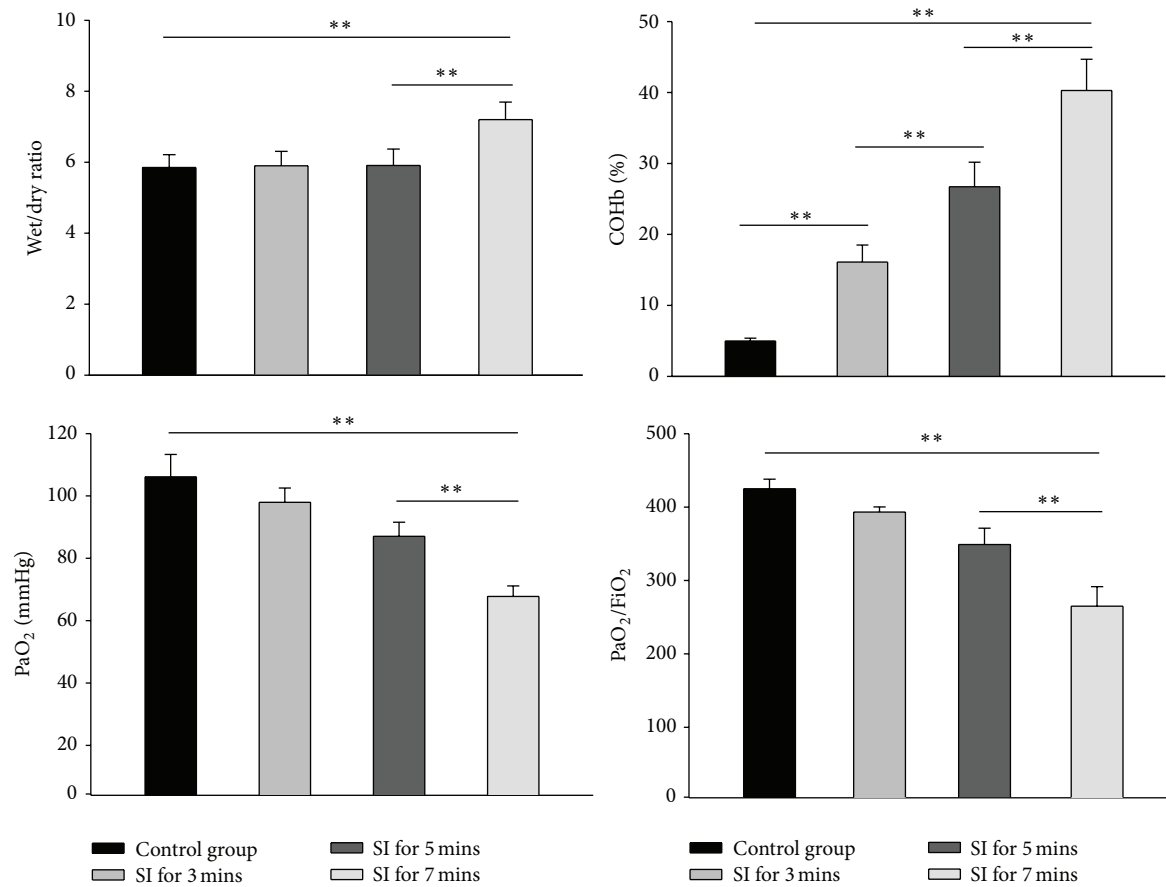 Wet/dry ratio
10
8
6
4
2
0
**
**
COHb (%)
50
40
30
20
10
0
**
**
**
**
PaO2 (mmHg)
120
100
80
60
40
20
0
**
**
PaO2/FiO2
500
400
300
200
100
0
**
**
Control group
SI for 3 mins
SI for 5 mins
SI for 7 mins
Control group
SI for 3 mins
SI for 5 mins
SI for 7 mins